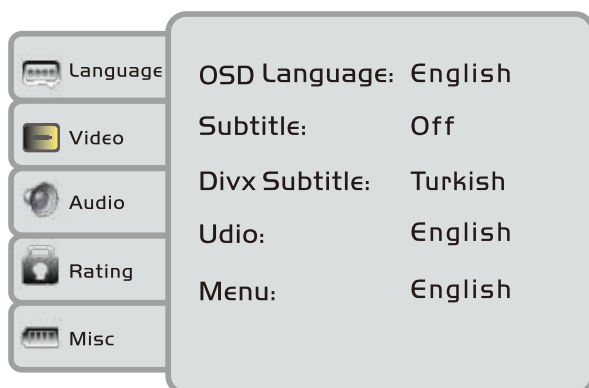 Language
Video
Audio
Rating
Misc
OSD Language: English
Subtitle: Off
Divx Subtitle: Turkish
Udio: English
Menu: English